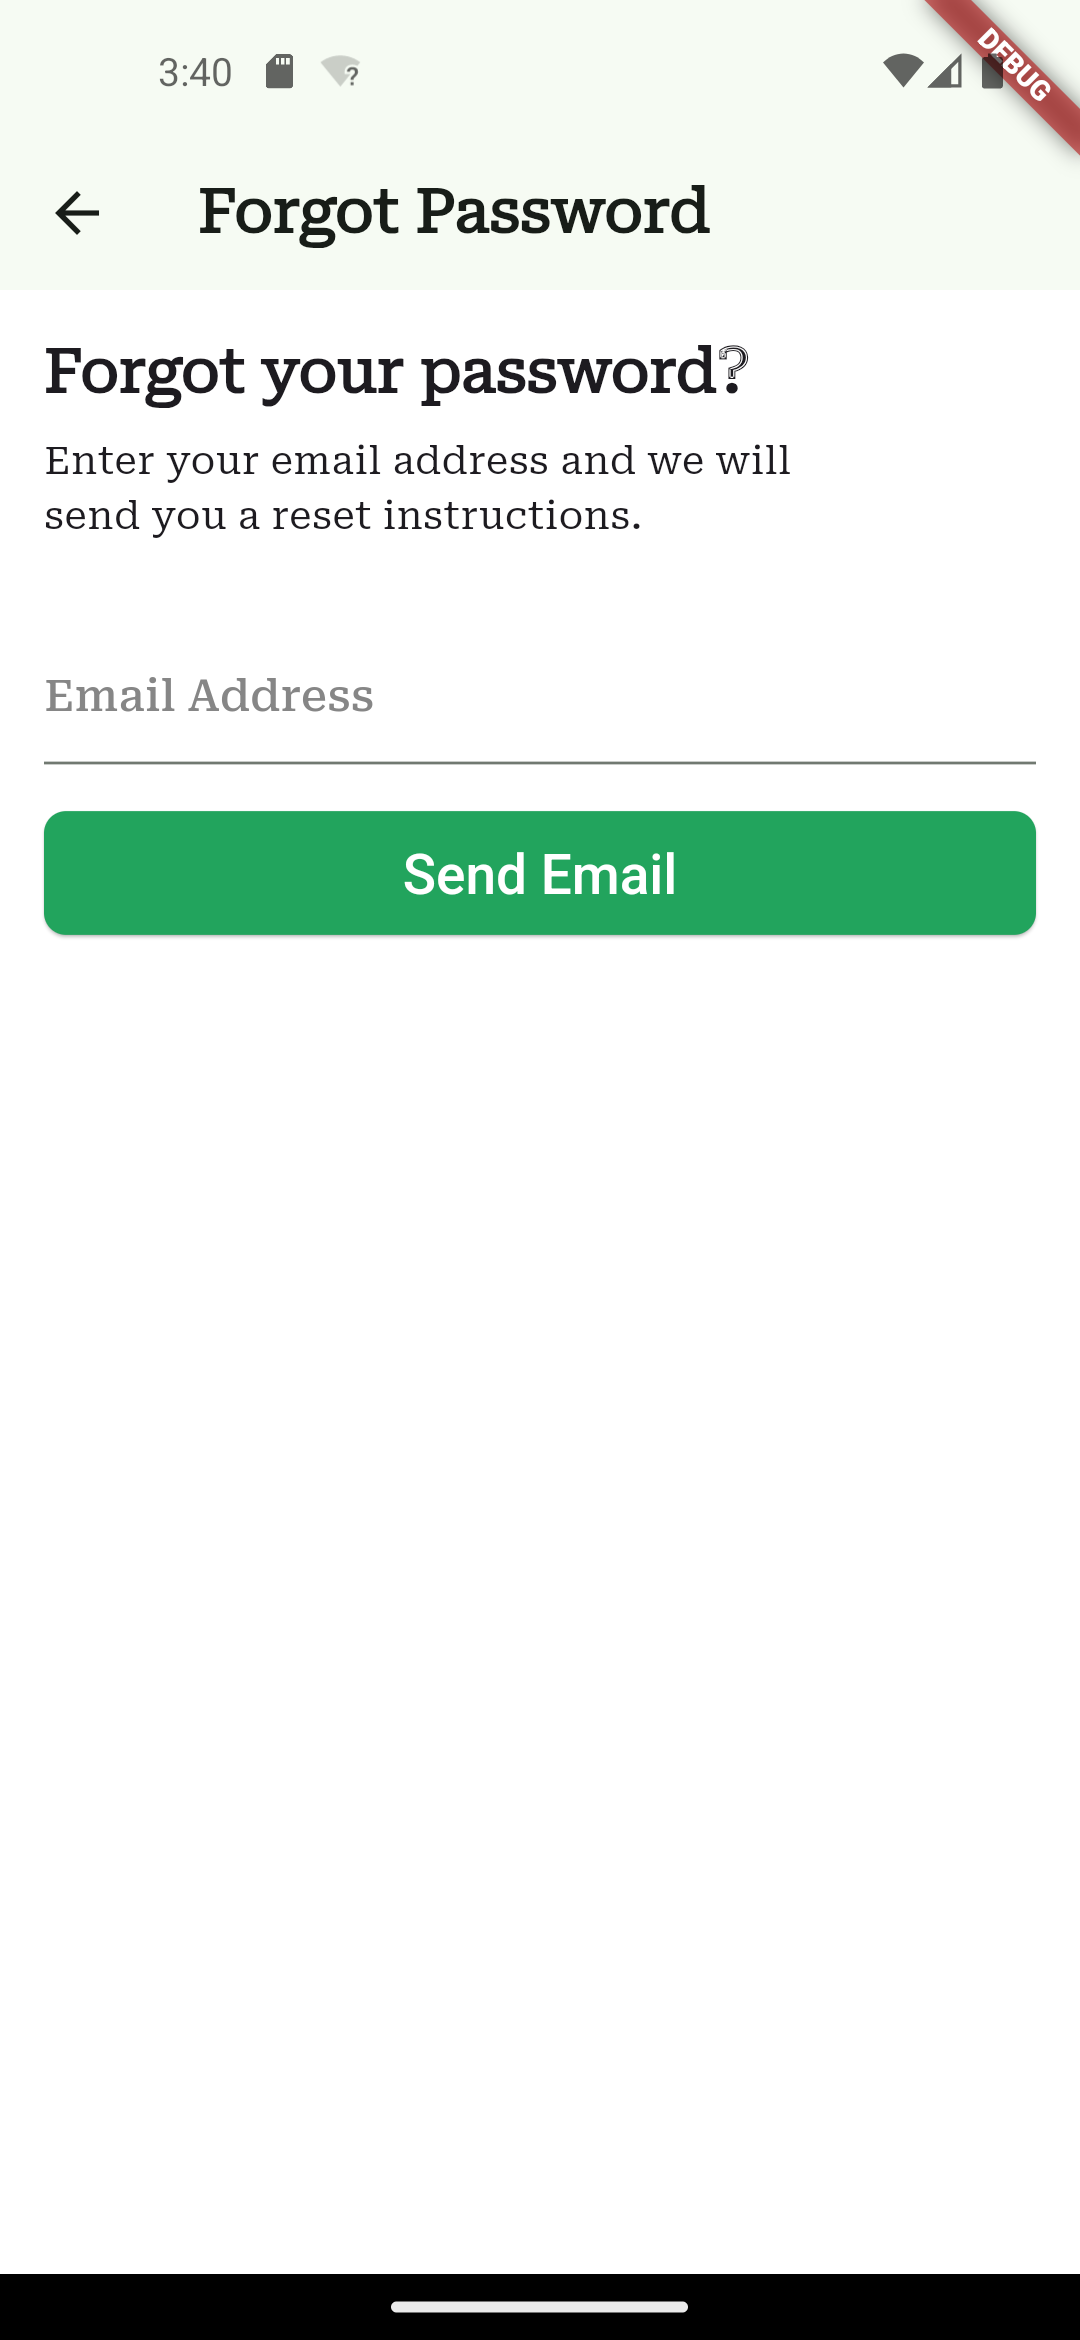 3:40
DEBUG
Forgot Password
Forgot your password?
Enter your email address and we will
send you a reset instructions.
Email Address
Send Email